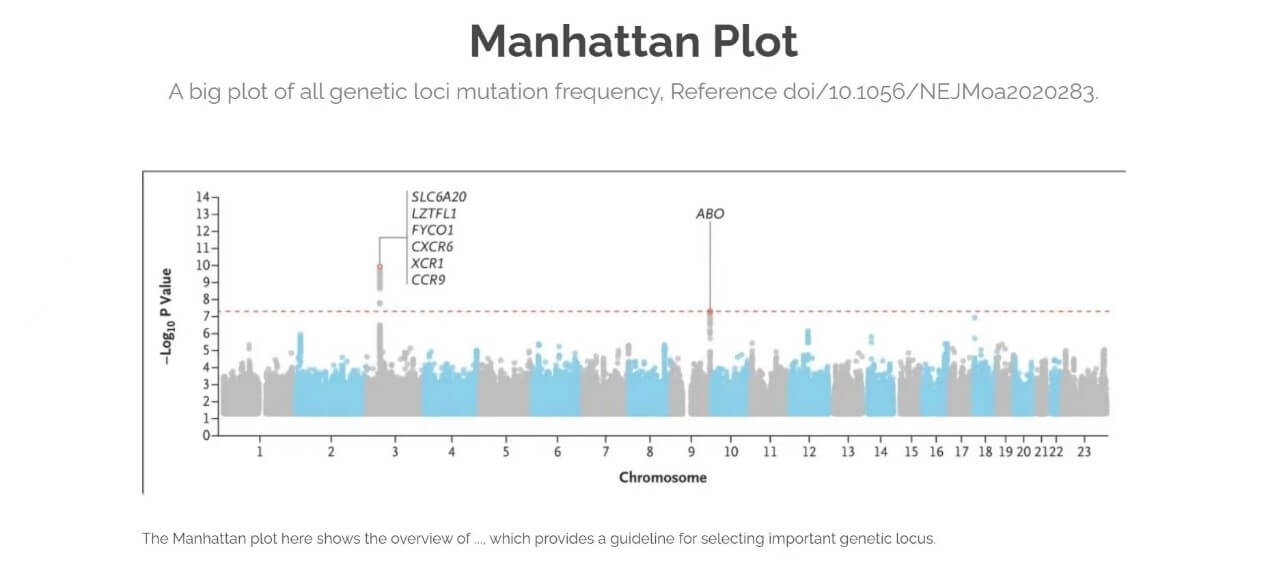 Manhattan Plot
A big plot of all genetic loci mutation frequency, Reference doi/10.1056/NEJMoa2020283.
SLC6A20
LZTFL1
FYCO1
CXCR6
XCR1
CCR9
ABO
14
13
12
11
10
9
8
7
6
5
4
3
2
1
0
−Log10 P Value
1 2 3 4 5 6 7 8 9 10 11 12 13 14 15 16 17 18 19 20 21 22 23
Chromosome
The Manhattan plot here shows the overview of ..., which provides a guideline for selecting important genetic locus.